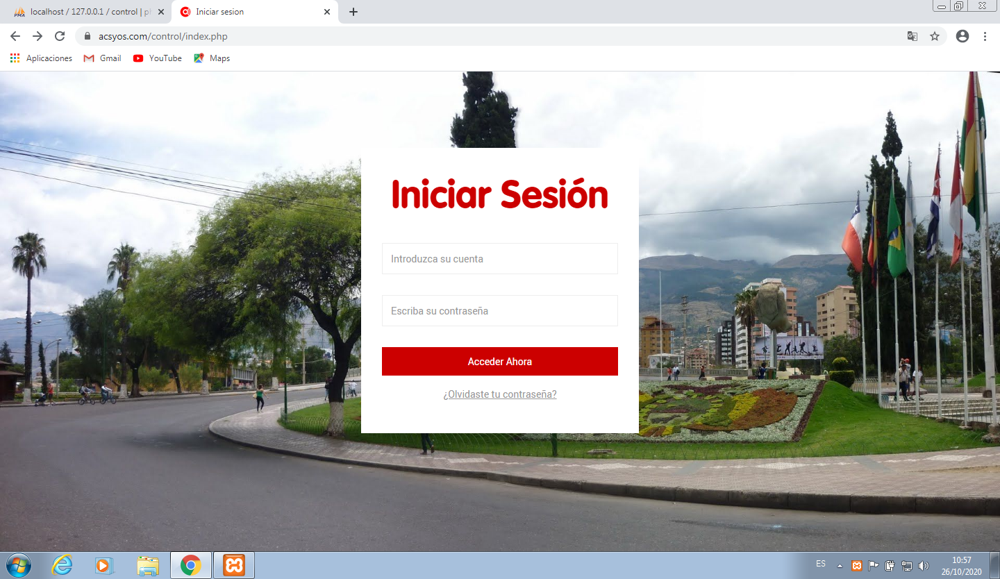 localhost / 127.0.0.1 / control | ph
Iniciar sesion
acsyos.com/control/index.php
Aplicaciones
Gmail
YouTube
Maps
Iniciar Sesión
Introduzca su cuenta
Escriba su contraseña
Acceder Ahora
¿Olvidaste tu contraseña?
ES
10:57
26/10/2020